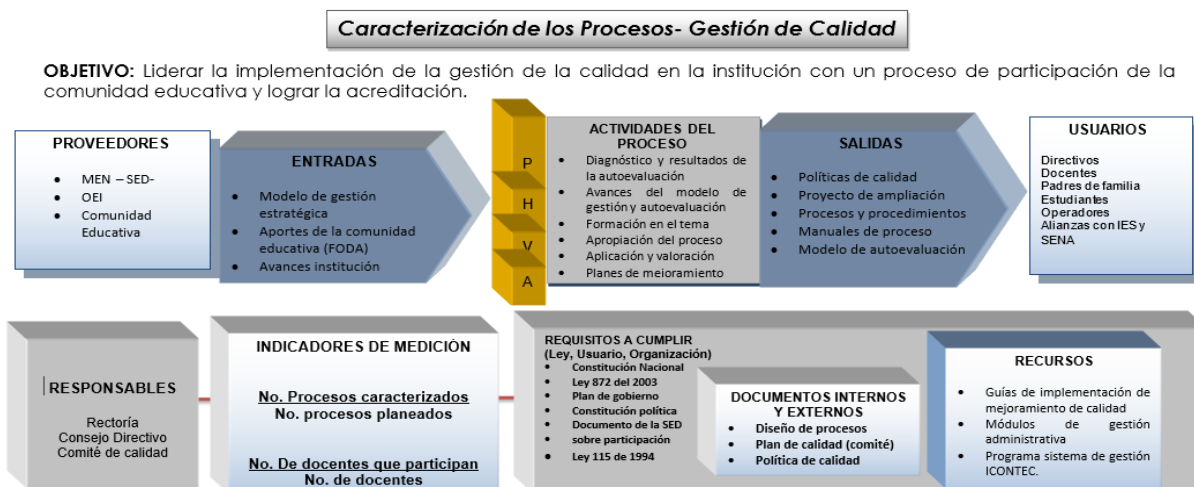 Caracterización de los Procesos- Gestión de Calidad
OBJETIVO: Liderar la implementación de la gestión de la calidad en la institución con un proceso de participación de la
comunidad educativa y lograr la acreditación.
PROVEEDORES
• MEN – SED-
• OEI
• Comunidad
Educativa
ENTRADAS
• Modelo de gestión
estratégica
• Aportes de la comunidad
educativa (FODA)
• Avances institución
P
H
V
A
ACTIVIDADES DEL
PROCESO
• Diagnóstico y resultados de
la autoevaluación
• Avances del modelo de
gestión y autoevaluación
• Formación en el tema
• Apropiación del proceso
• Aplicación y valoración
• Planes de mejoramiento
SALIDAS
• Políticas de calidad
• Proyecto de ampliación
• Procesos y procedimientos
• Manuales de proceso
• Modelo de autoevaluación
USUARIOS
Directivos
Docentes
Padres de familia
Estudiantes
Operadores
Alianzas con IES y
SENA
RESPONSABLES
Rectoría
Consejo Directivo
Comité de calidad
INDICADORES DE MEDICIÓN
No. Procesos caracterizados
No. procesos planeados
No. De docentes que participan
No. de docentes
REQUISITOS A CUMPLIR
(Ley, Usuario, Organización)
• Constitución Nacional
• Ley 872 del 2003
• Plan de gobierno
• Constitución política
• Documento de la SED
• sobre participación
• Ley 115 de 1994
DOCUMENTOS INTERNOS
Y EXTERNOS
• Diseño de procesos
• Plan de calidad (comité)
• Política de calidad
RECURSOS
• Guías de implementación de
mejoramiento de calidad
• Módulos de gestión
administrativa
• Programa sistema de gestión
ICONTEC.